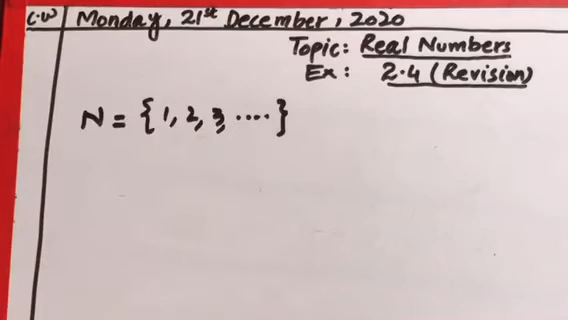 C.W Monday, 21st December, 2020
Topic: Real Numbers
Ex: 2.4 (Revision)
N = {1, 2, 3, ....}